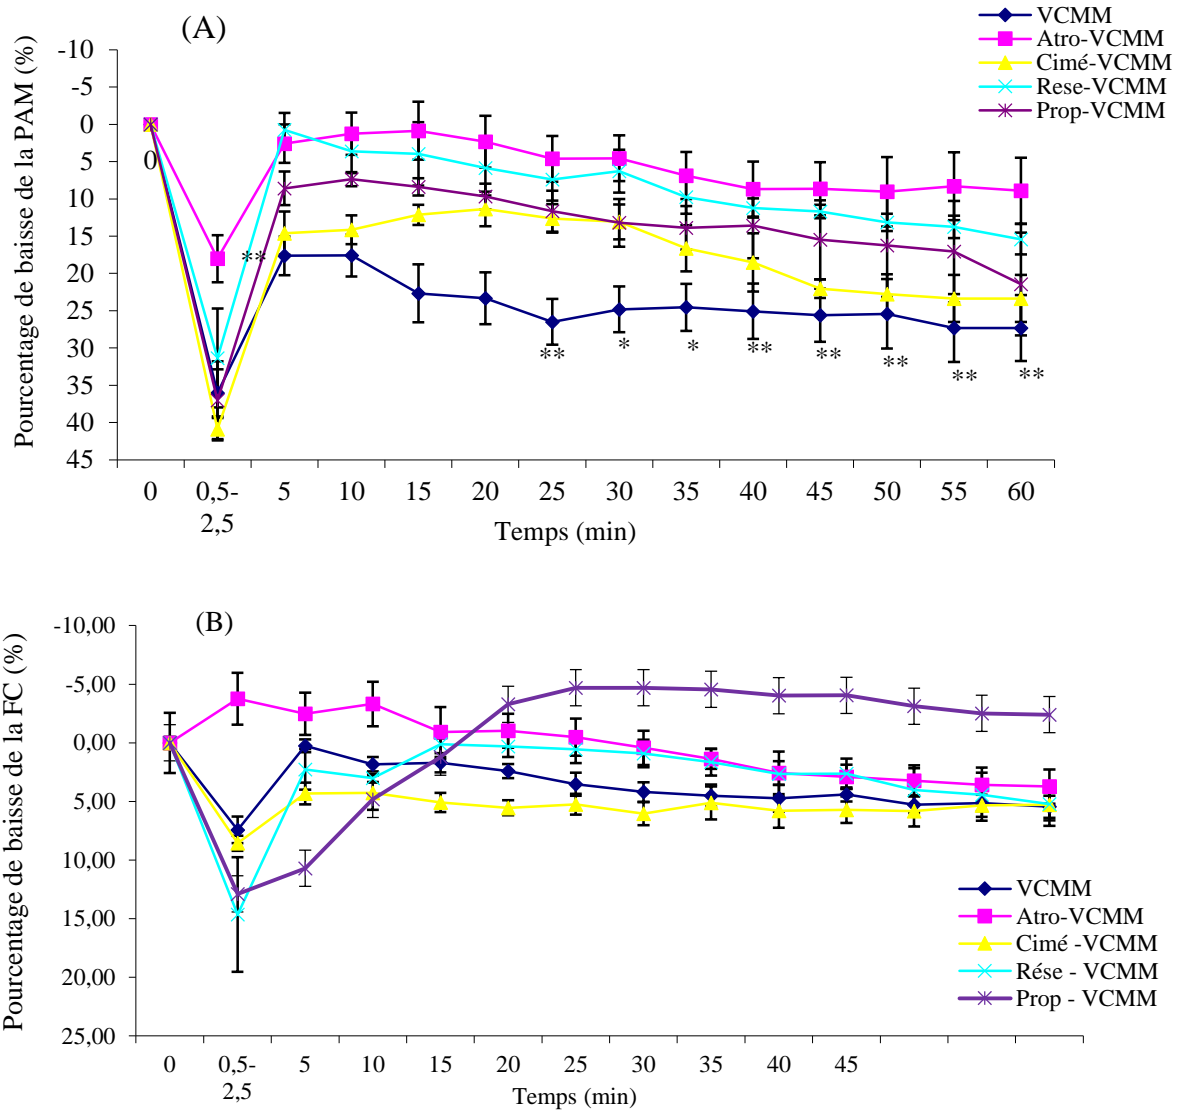 (A)
VCMM
Atro-VCMM
Cimé-VCMM
Rese-VCMM
Prop-VCMM
Pourcentage de baisse de la PAM (%)
-10
-5
0
5
10
15
20
25
30
35
40
45
0
**
**
*
*
**
**
**
**
**
0 0,5-2,5 5 10 15 20 25 30 35 40 45 50 55 60
Temps (min)
(B)
Pourcentage de baisse de la FC (%)
-10,00
-5,00
0,00
5,00
10,00
15,00
20,00
25,00
VCMM
Atro-VCMM
Cimé -VCMM
Rése - VCMM
Prop - VCMM
0 0,5-2,5 5 10 15 20 25 30 35 40 45
Temps (min)